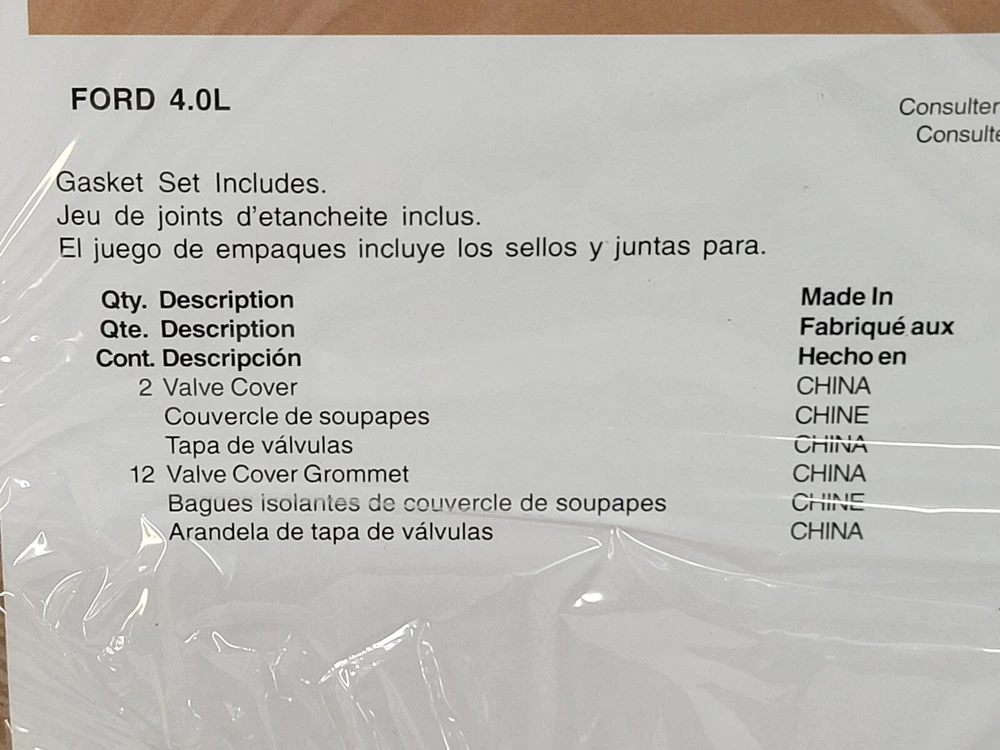 FORD 4.0L
Consulter
Consulte
Gasket Set Includes.
Jeu de joints d'etancheite inclus.
El juego de empaques incluye los sellos y juntas para.
Qty. Description Made In
Qte. Description Fabriqué aux
Cont. Descripción Hecho en
2 Valve Cover CHINA
Couvercle de soupapes CHINE
Tapa de válvulas CHINA
12 Valve Cover Grommet CHINA
Bagues isolantes de couvercle de soupapes CHINE
Arandela de tapa de válvulas CHINA